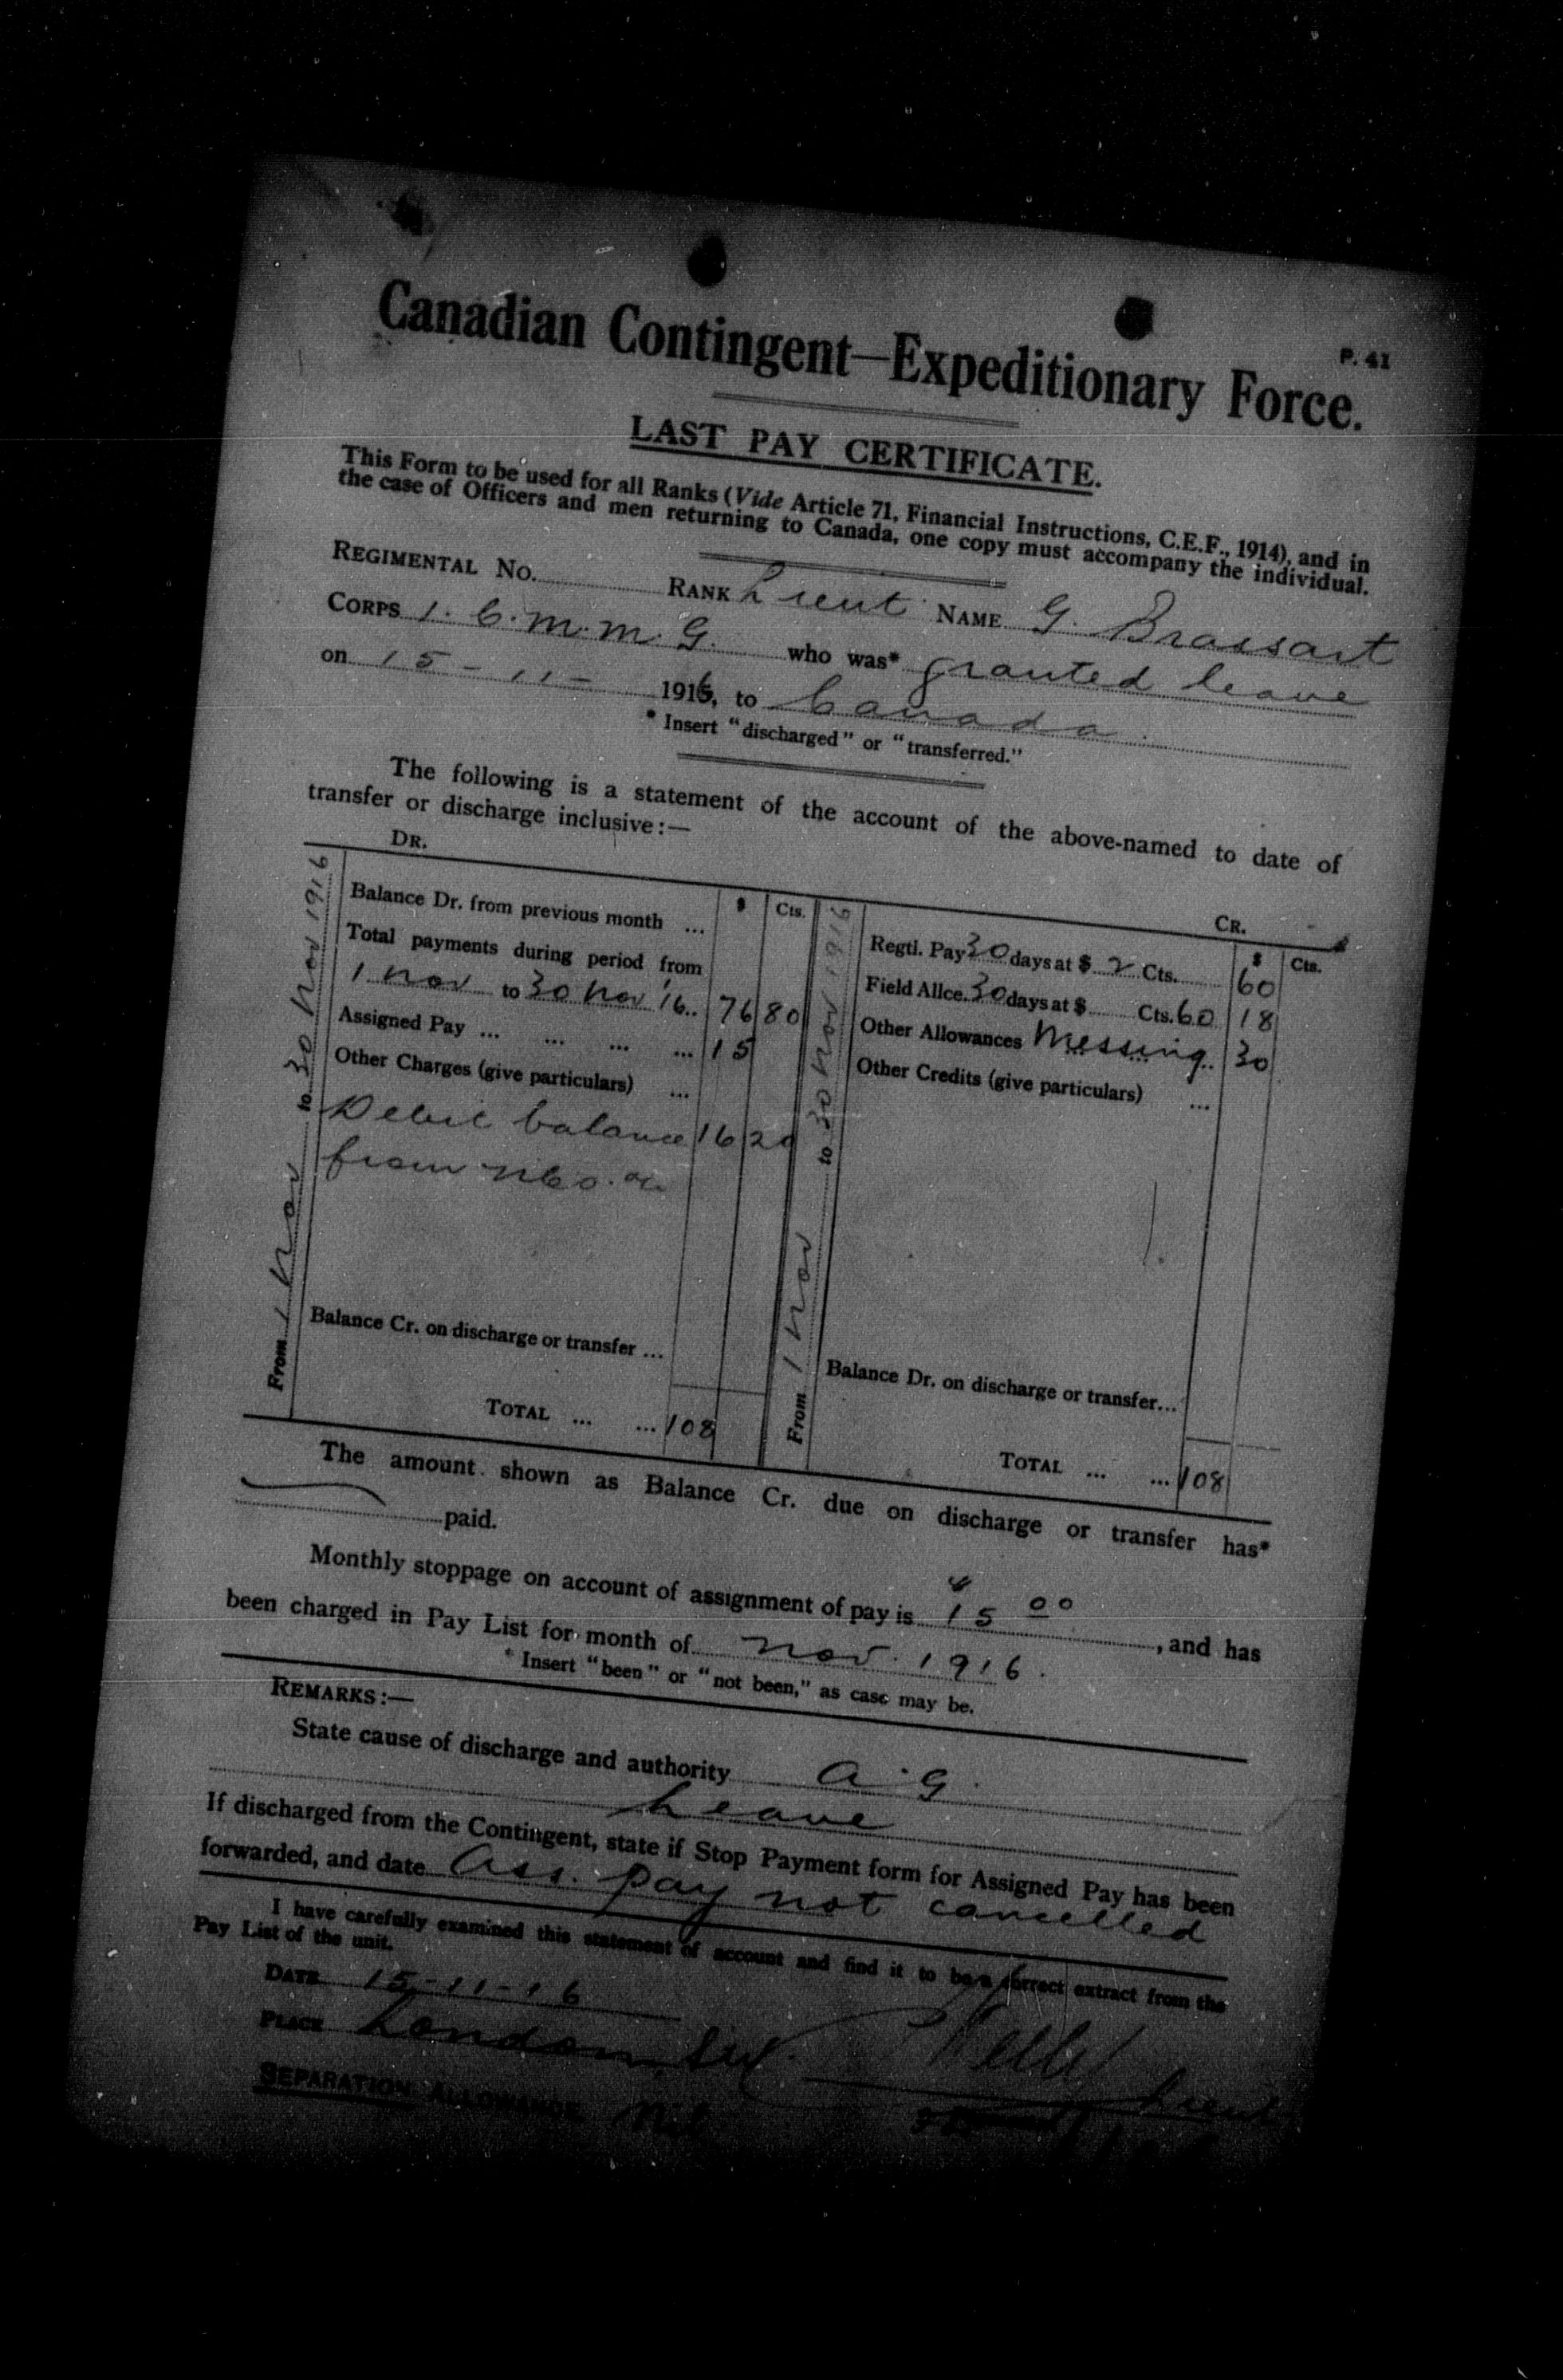 P. 41
Canadian Contingent—Expeditionary Force.
LAST PAY CERTIFICATE.
This Form to be used for all Ranks (Vide Article 71, Financial Instructions, C.E.F., 1914), and in
the case of Officers and men returning to Canada, one copy must accompany the individual.
REGIMENTAL No. RANK Lieut NAME G. Brassart
CORPS 1. C. M. M. G. who was* granted leave
on 15 - 11 - 1916, to Canada.
* Insert "discharged" or "transferred."
The following is a statement of the account of the above-named to date of
transfer or discharge inclusive:—
DR.
From 1 Nov to 30 Nov 1916
$ Cts.
Balance Dr. from previous month ...
Total payments during period from
1 Nov to 30 Nov 16.. 76 80
Assigned Pay ... ... ... ... 15
Other Charges (give particulars) ...
Debit balance 16 20
from
Balance Cr. on discharge or transfer ...
TOTAL ... ... 108
CR.
From 1 Nov to 30 Nov 1916
$ Cts.
Regtl. Pay 30 days at $ 2 Cts. 60
Field Allce. 30 days at $ Cts. 60 18
Other Allowances Messing.. 30
Other Credits (give particulars) ...
Balance Dr. on discharge or transfer...
TOTAL ... ... 108
The amount shown as Balance Cr. due on discharge or transfer has*
paid.
Monthly stoppage on account of assignment of pay is $ 15 00, and has
been charged in Pay List for month of Nov. 1916.
* Insert "been" or "not been," as case may be.
REMARKS:—
State cause of discharge and authority A. G.
Leave
If discharged from the Contingent, state if Stop Payment form for Assigned Pay has been
forwarded, and date Ass. pay not cancelled
I have carefully examined this statement of account and find it to be a correct extract from the
Pay List of the unit.
DATE 15-11-16
PLACE London, S.W.
Lieut
SEPARATION ALLOWANCE Nil